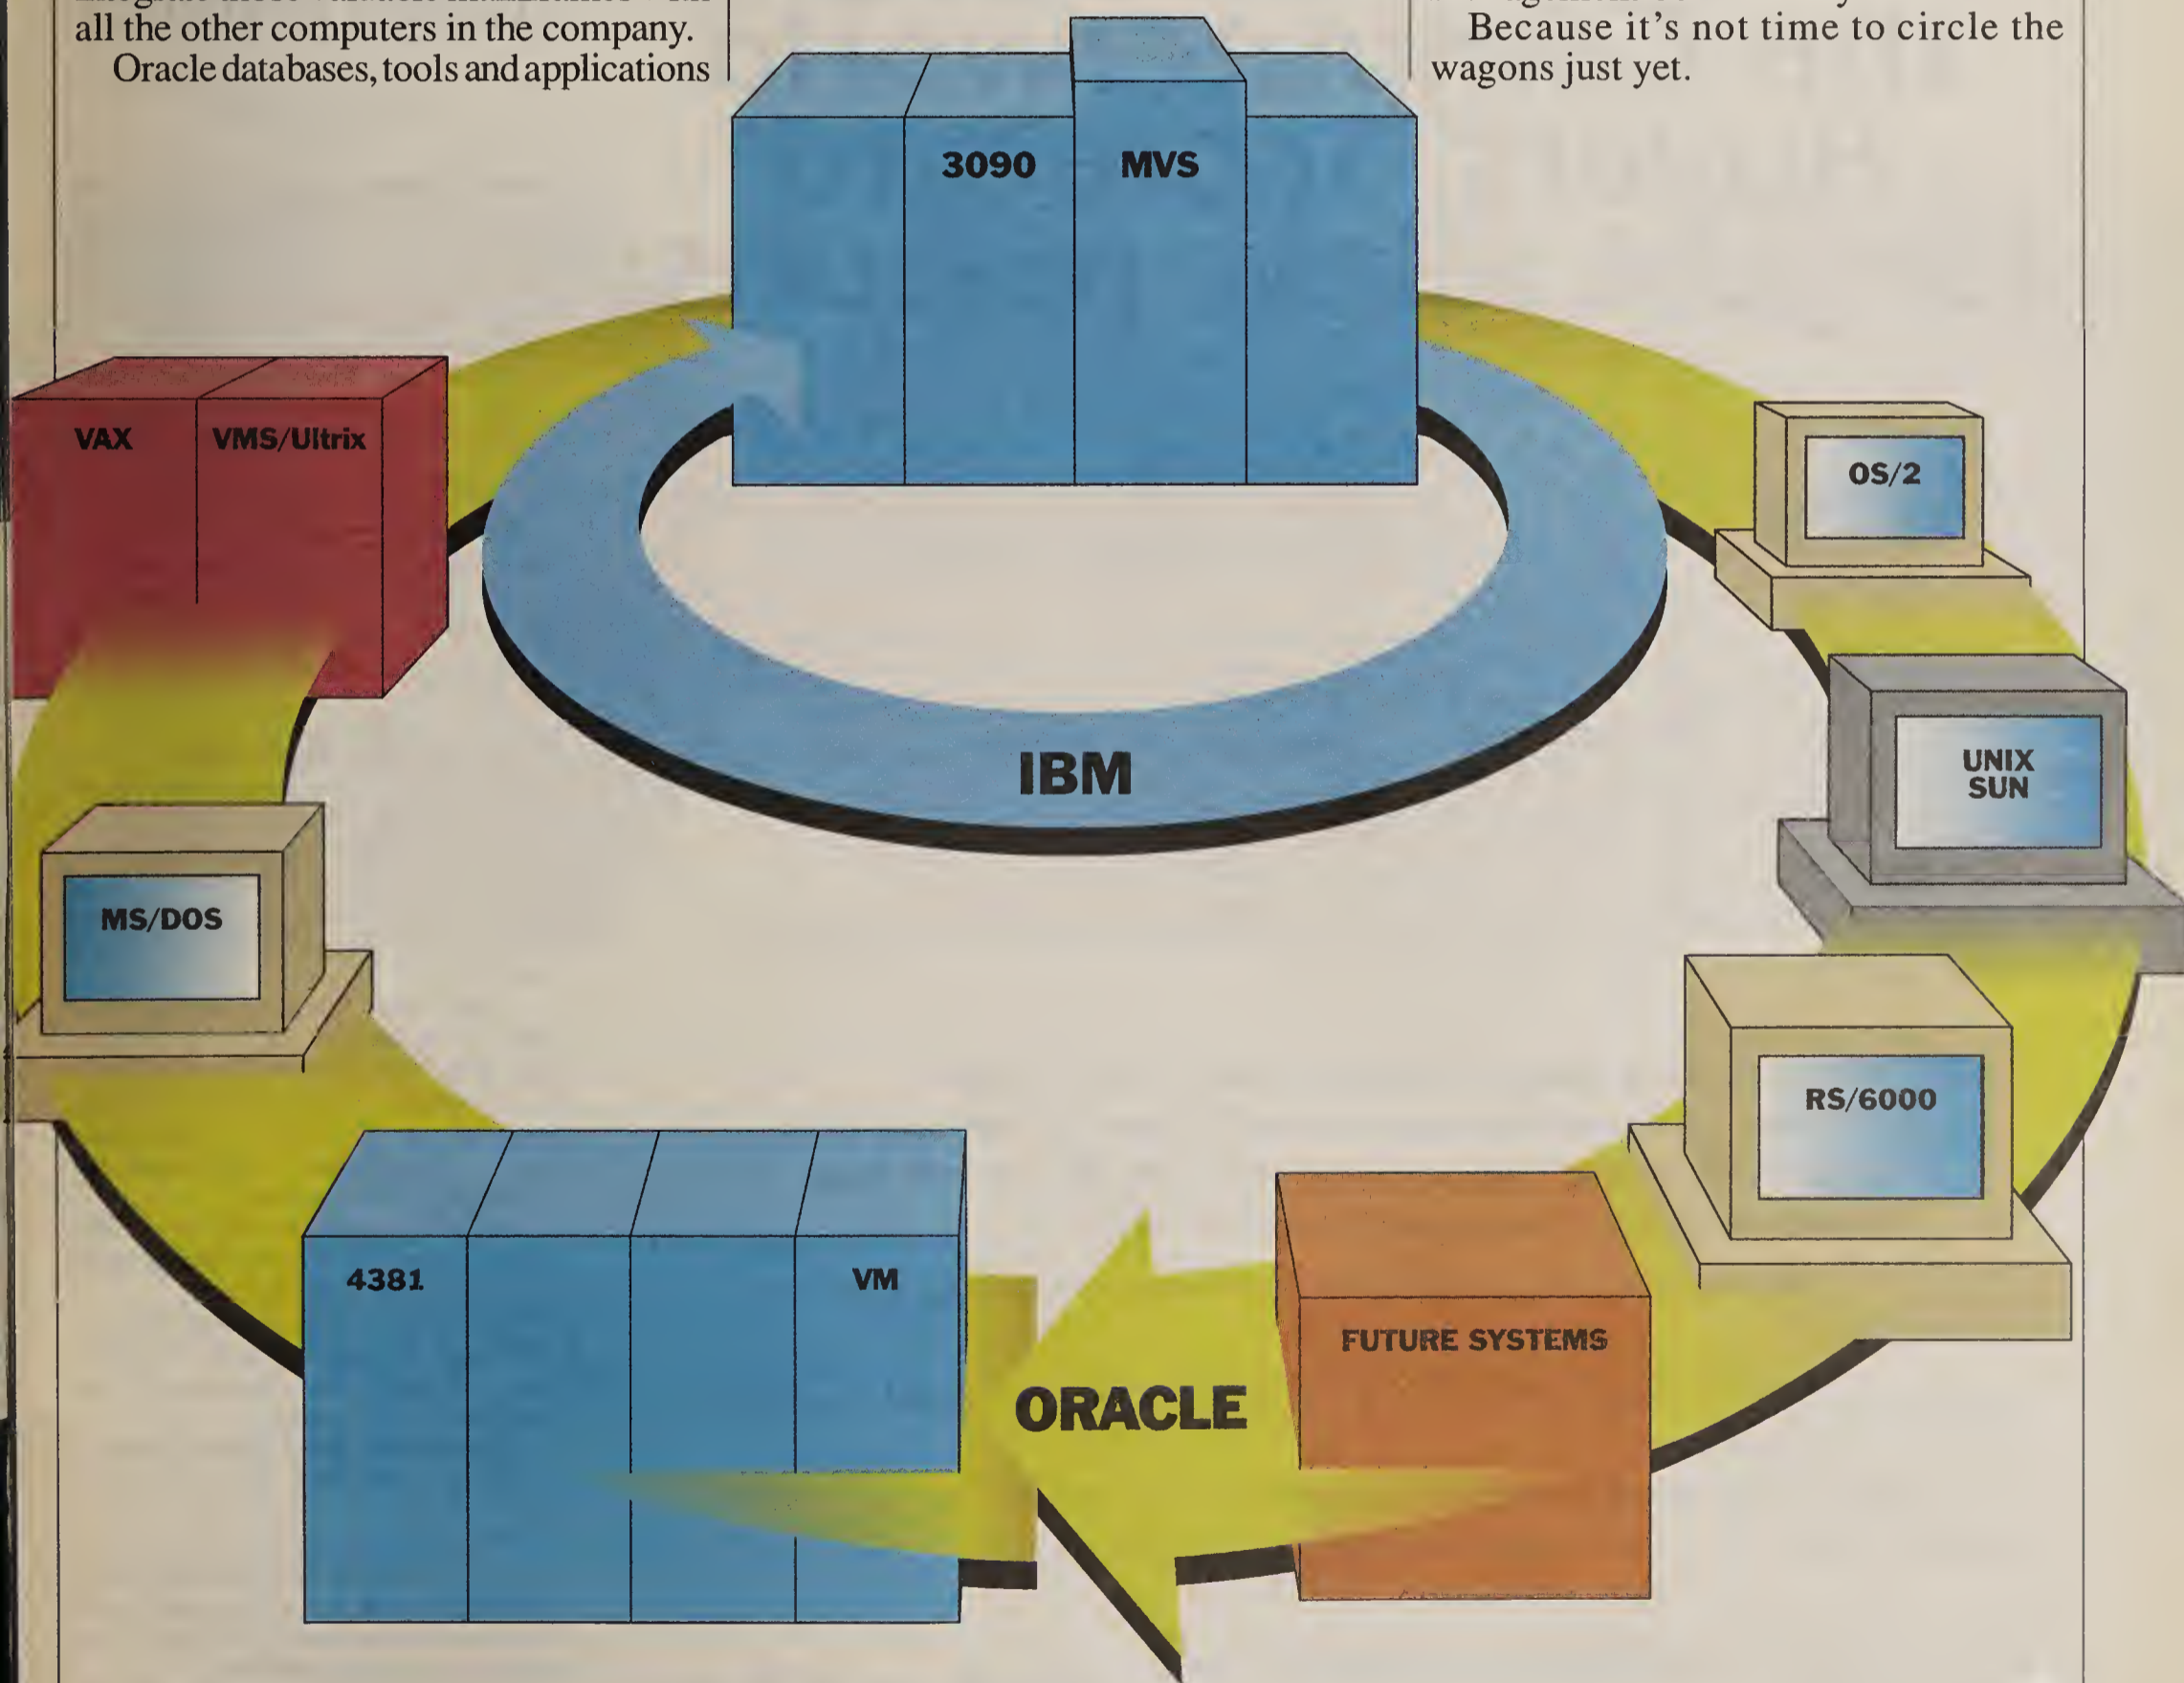 all the other computers in the company.
Oracle databases, tools and applications
Because it's not time to circle the
wagons just yet.
3090
MVS
VAX
VMS/Ultrix
OS/2
UNIX
SUN
IBM
MS/DOS
RS/6000
4381
VM
FUTURE SYSTEMS
ORACLE